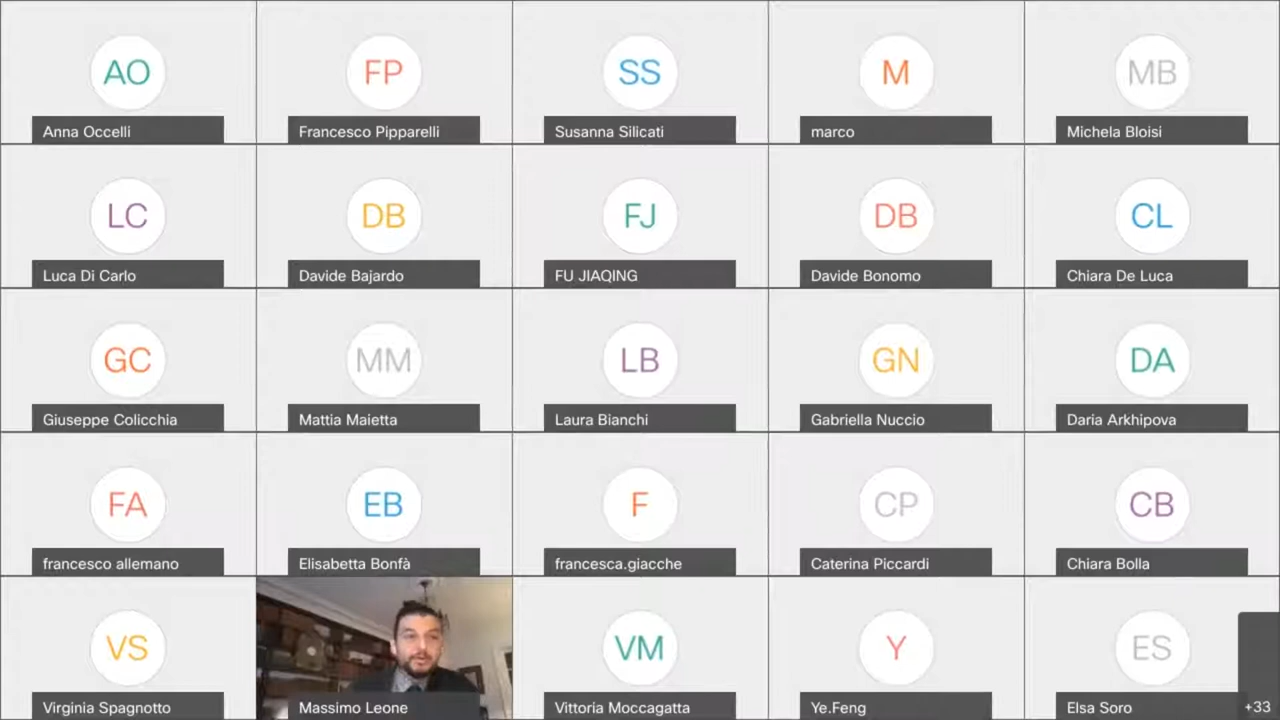 AO
FP
SS
M
MB
Anna Occelli
Francesco Pipparelli
Susanna Silicati
marco
Michela Bloisi
LC
DB
FJ
DB
CL
Luca Di Carlo
Davide Bajardo
FU JIAQING
Davide Bonomo
Chiara De Luca
GC
MM
LB
GN
DA
Giuseppe Colicchia
Mattia Maietta
Laura Bianchi
Gabriella Nuccio
Daria Arkhipova
FA
EB
F
CP
CB
francesco allemano
Elisabetta Bonfà
francesca.giacche
Caterina Piccardi
Chiara Bolla
VS
VM
Y
ES
Virginia Spagnotto
Massimo Leone
Vittoria Moccagatta
Ye.Feng
Elsa Soro
+33